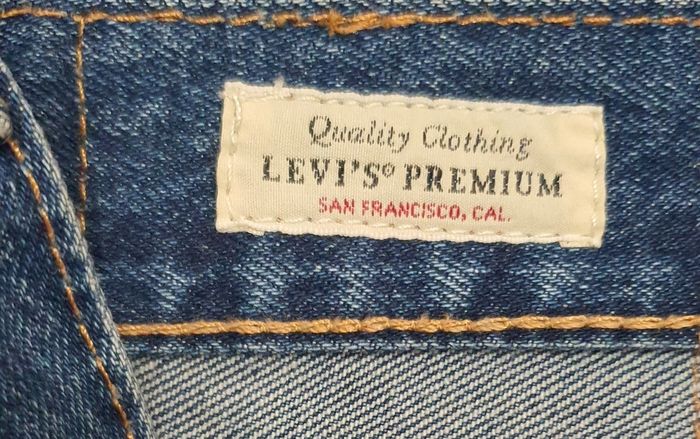 Quality Clothing
LEVI'S® PREMIUM
SAN FRANCISCO, CAL.